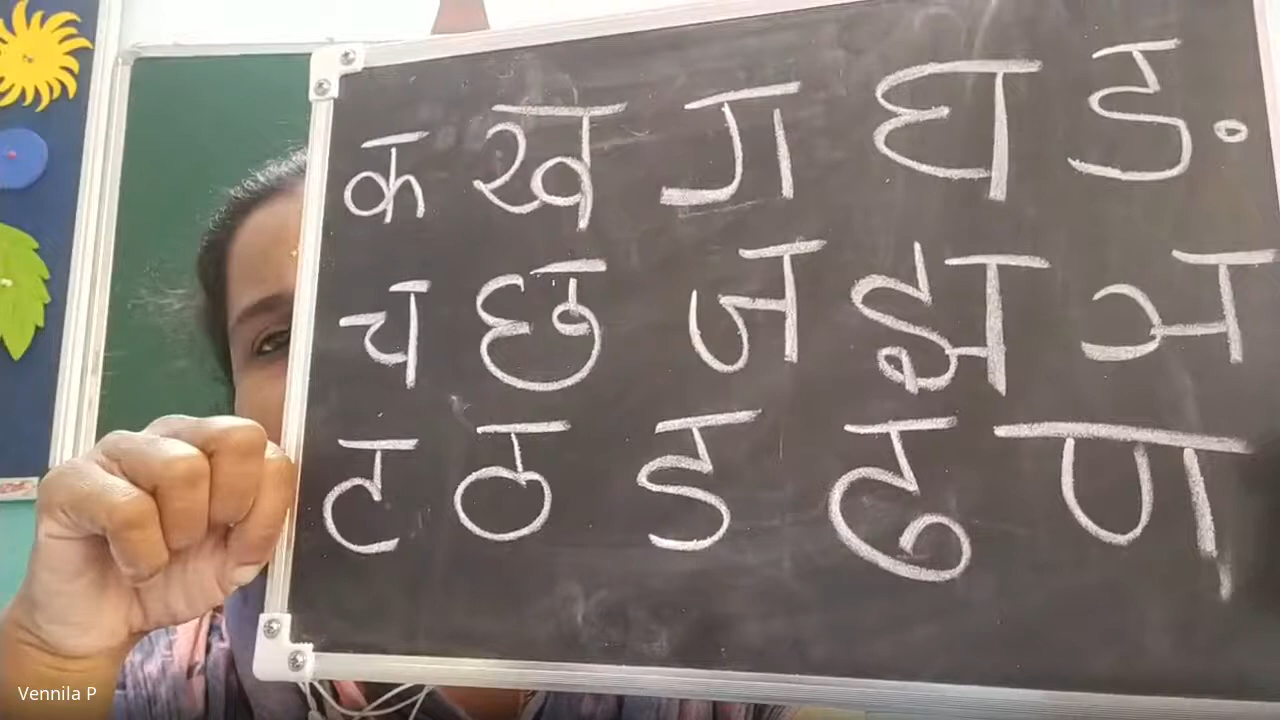 क ख ग घ ङ
च छ ज झ ञ
ट ठ ड ढ ण
Vennila P